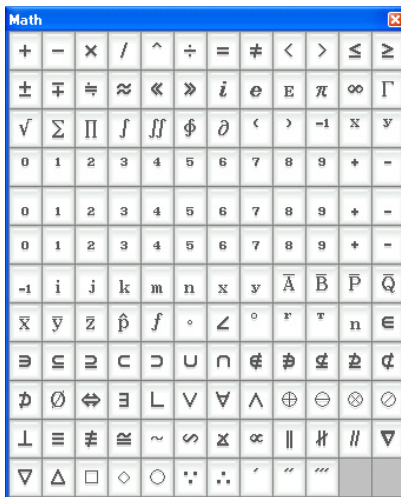 Math
+ − × / ^ ÷ = ≠ < > ≤ ≥
± ∓ ≒ ≈ « » i e E π ∞ Γ
√ ∑ ∏ ∫ ∬ ∮ ∂ ( ) −1 x y
0 1 2 3 4 5 6 7 8 9 + −
0 1 2 3 4 5 6 7 8 9 + −
0 1 2 3 4 5 6 7 8 9 + −
-1 i j k m n x y A̅ B̅ P̅ Q̅
x̅ y̅ z̅ p̂ f ∘ ∠ ° r T n ∈
∋ ⊆ ⊇ ⊂ ⊃ ∪ ∩ ∉ ∌ ⊈ ⊉ ⊄
⊅ ∅ ⇔ ∃ ∟ ∨ ∀ ∧ ⊕ ⊖ ⊗ ⊘
⊥ ≡ ≢ ≅ ~ ∽ ∝ ∥ ∦ ⫽ ∇
▽ △ □ ◇ ○ ∵ ∴ ′ ″ ‴